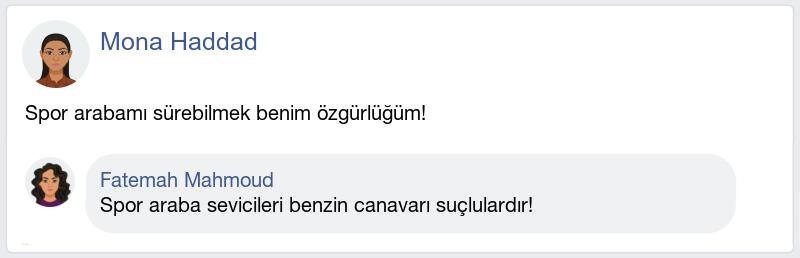 Mona Haddad
Spor arabamı sürebilmek benim özgürlüğüm!
Fatemah Mahmoud
Spor araba sevicileri benzin canavarı suçlulardır!